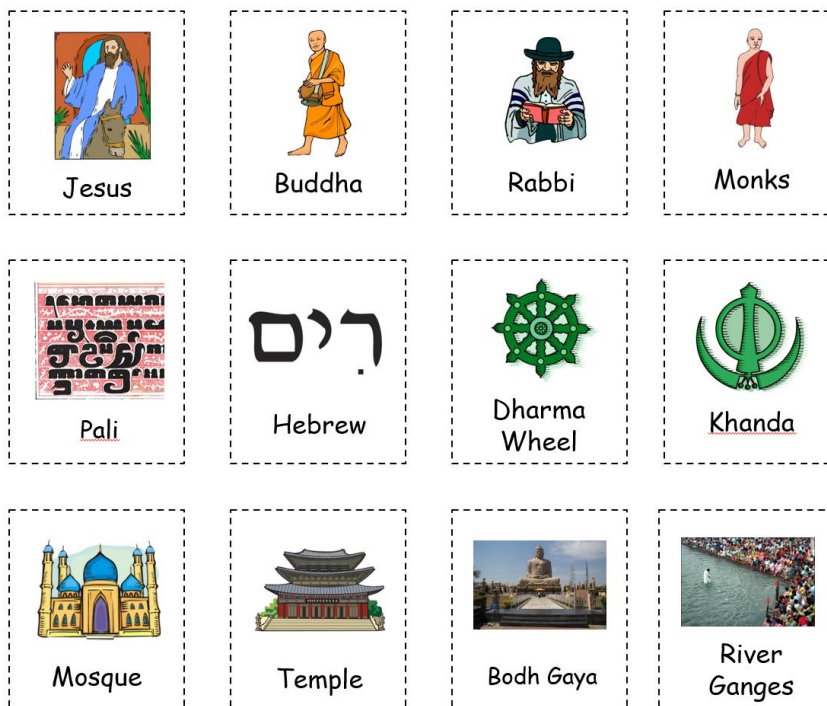 Jesus
Buddha
Rabbi
Monks
Pali
רִים
Hebrew
Dharma
Wheel
Khanda
Mosque
Temple
Bodh Gaya
River
Ganges